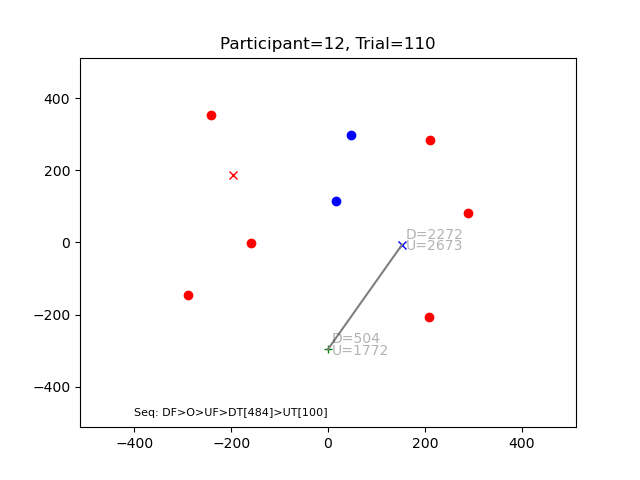 Participant=12, Trial=110
400
200
0
−200
−400
D=2272
U=2673
D=504
U=1772
Seq: DF>O>UF>DT[484]>UT[100]
−400 −200 0 200 400